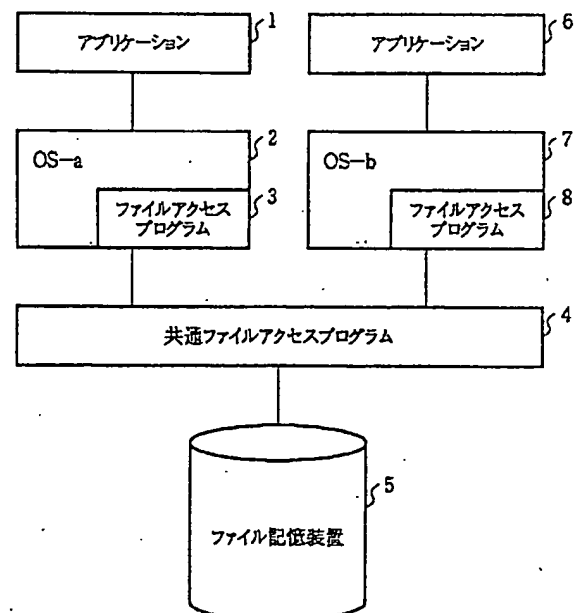 1
アプリケーション
6
アプリケーション
2
OS-a
3
ファイルアクセス
プログラム
7
OS-b
8
ファイルアクセス
プログラム
4
共通ファイルアクセスプログラム
5
ファイル記憶装置